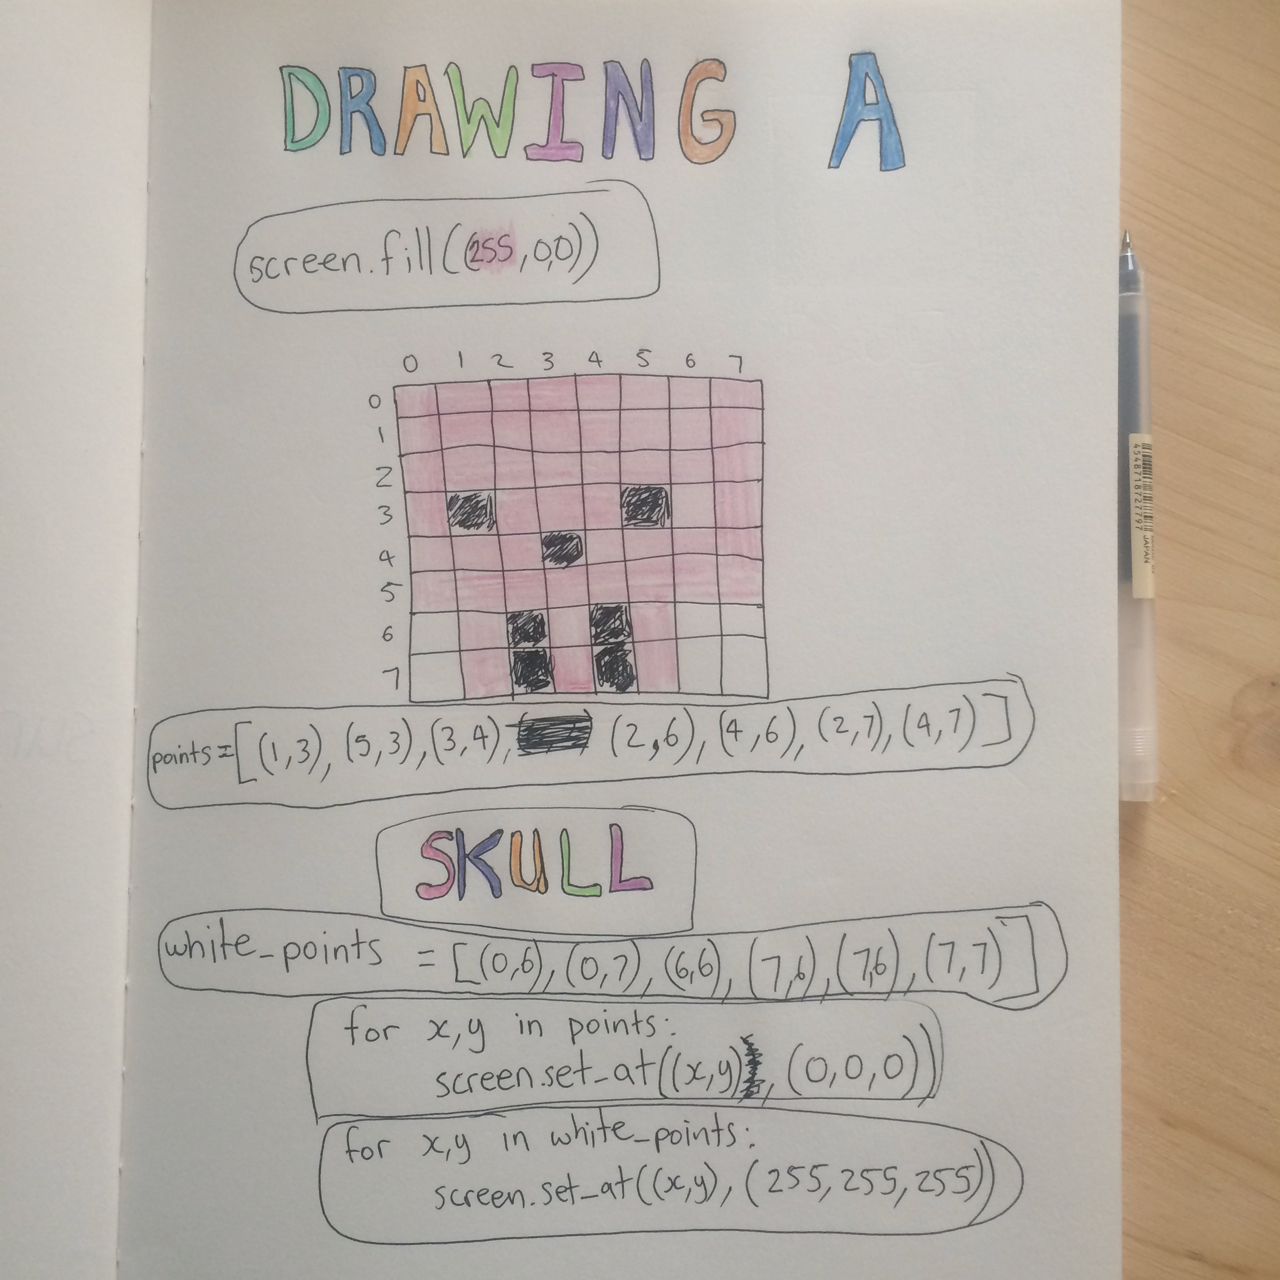 DRAWING A
screen.fill((255,0,0))
0 1 2 3 4 5 6 7
0
1
2
3
4
5
6
7
points=[(1,3),(5,3),(3,4), (2,6),(4,6),(2,7),(4,7)]
SKULL
white_points = [(0,6),(0,7),(6,6),(7,6),(7,6),(7,7)]
for x,y in points:
screen.set_at((x,y), (0,0,0))
for x,y in white_points:
screen.set_at((x,y), (255,255,255))
JAPAN